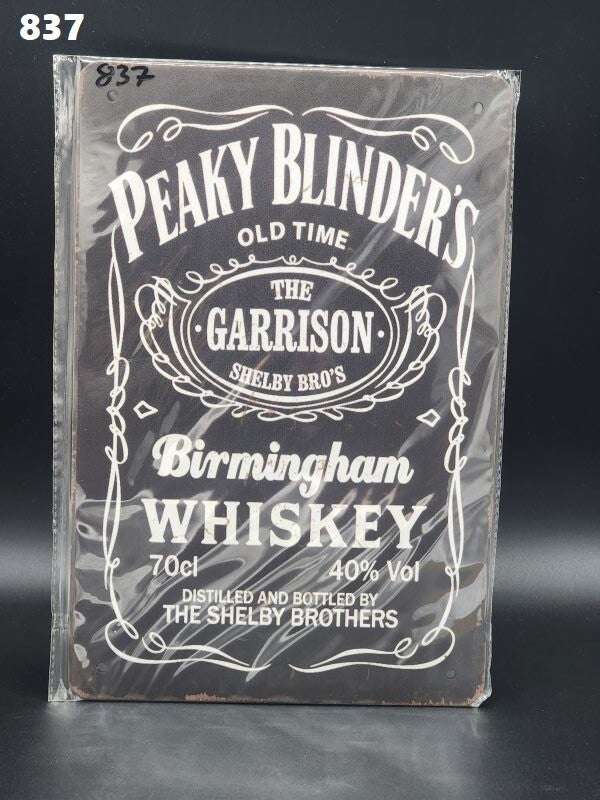 837
837
PEAKY BLINDER'S
OLD TIME
THE
·GARRISON·
SHELBY BRO'S
Birmingham
WHISKEY
70cl 40% Vol
DISTILLED AND BOTTLED BY
THE SHELBY BROTHERS